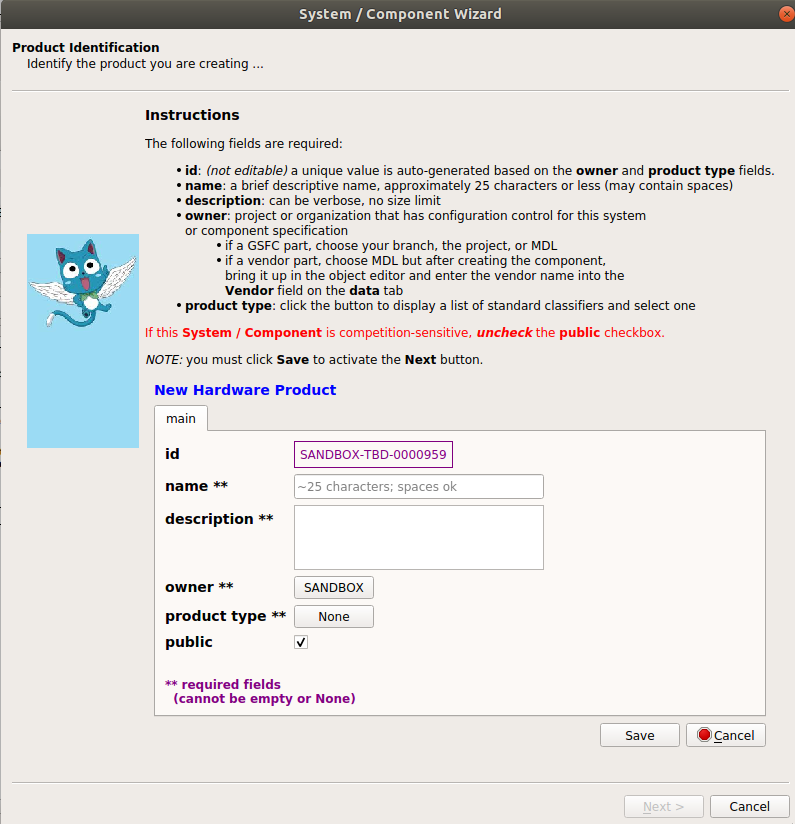 System / Component Wizard
Product Identification
Identify the product you are creating ...
Instructions
The following fields are required:
• id: (not editable) a unique value is auto-generated based on the owner and product type fields.
• name: a brief descriptive name, approximately 25 characters or less (may contain spaces)
• description: can be verbose, no size limit
• owner: project or organization that has configuration control for this system
or component specification
• if a GSFC part, choose your branch, the project, or MDL
• if a vendor part, choose MDL but after creating the component,
bring it up in the object editor and enter the vendor name into the
Vendor field on the data tab
• product type: click the button to display a list of standard classifiers and select one
If this System / Component is competition-sensitive, uncheck the public checkbox.
NOTE: you must click Save to activate the Next button.
New Hardware Product
main
id SANDBOX-TBD-0000959
name ** ~25 characters; spaces ok
description **
owner ** SANDBOX
product type ** None
public
** required fields
(cannot be empty or None)
Save Cancel
Next > Cancel